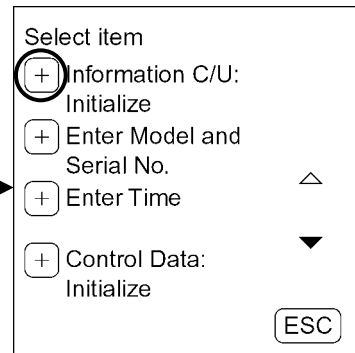 Select item
+ Information C/U:
Initialize
+ Enter Model and
Serial No.
+ Enter Time
+ Control Data:
Initialize
ESC